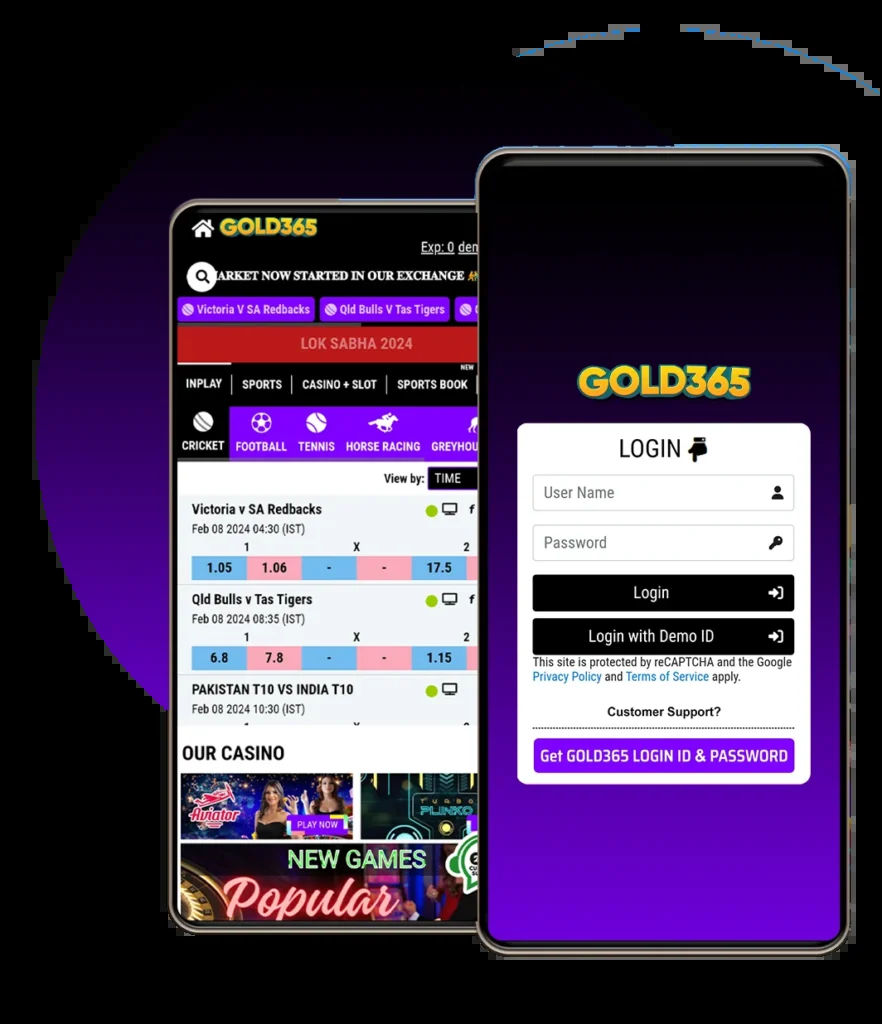 GOLD365
Exp: 0 den
ARKET NOW STARTED IN OUR EXCHANGE
Victoria V SA Redbacks
Qld Bulls V Tas Tigers
LOK SABHA 2024
NEW
INPLAY
SPORTS
CASINO + SLOT
SPORTS BOOK
CRICKET
FOOTBALL
TENNIS
HORSE RACING
GREYHOU
View by: TIME
Victoria v SA Redbacks
f
Feb 08 2024 04:30 (IST)
1 X 2
1.05 1.06 - - 17.5
Qld Bulls v Tas Tigers
f
Feb 08 2024 08:35 (IST)
1 X 2
6.8 7.8 - - 1.15
PAKISTAN T10 VS INDIA T10
Feb 08 2024 10:30 (IST)
OUR CASINO
Aviator
PLAY NOW
TURBO
PLINKO
NEW GAMES
Popular
GOLD365
LOGIN
User Name
Password
Login
Login with Demo ID
This site is protected by reCAPTCHA and the Google
Privacy Policy and Terms of Service apply.
Customer Support?
Get GOLD365 LOGIN ID & PASSWORD